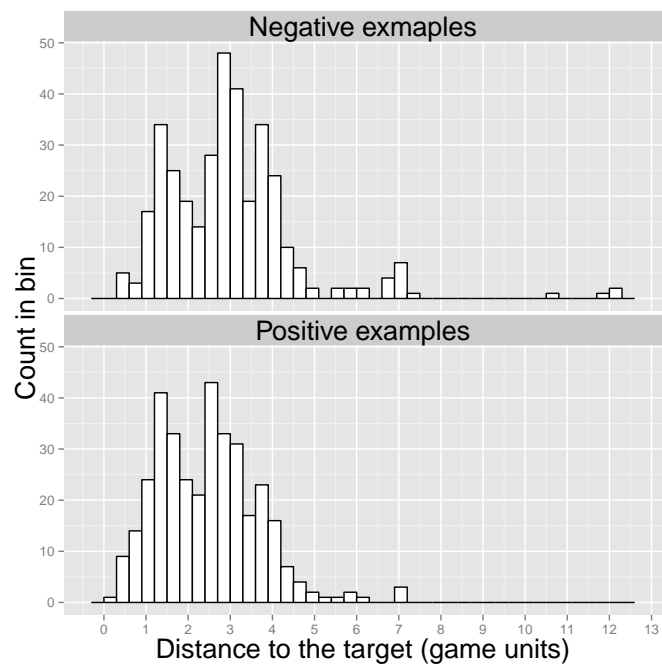 Negative exmaples
50
40
30
20
10
0
Positive examples
50
40
30
20
10
0
Count in bin
0 1 2 3 4 5 6 7 8 9 10 11 12 13
Distance to the target (game units)